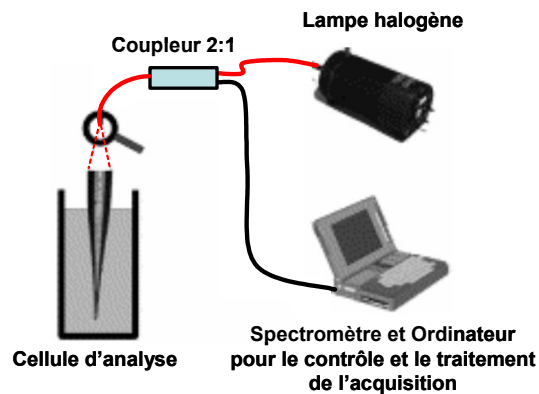 Lampe halogène
Coupleur 2:1
Cellule d'analyse
Spectromètre et Ordinateur
pour le contrôle et le traitement
de l'acquisition